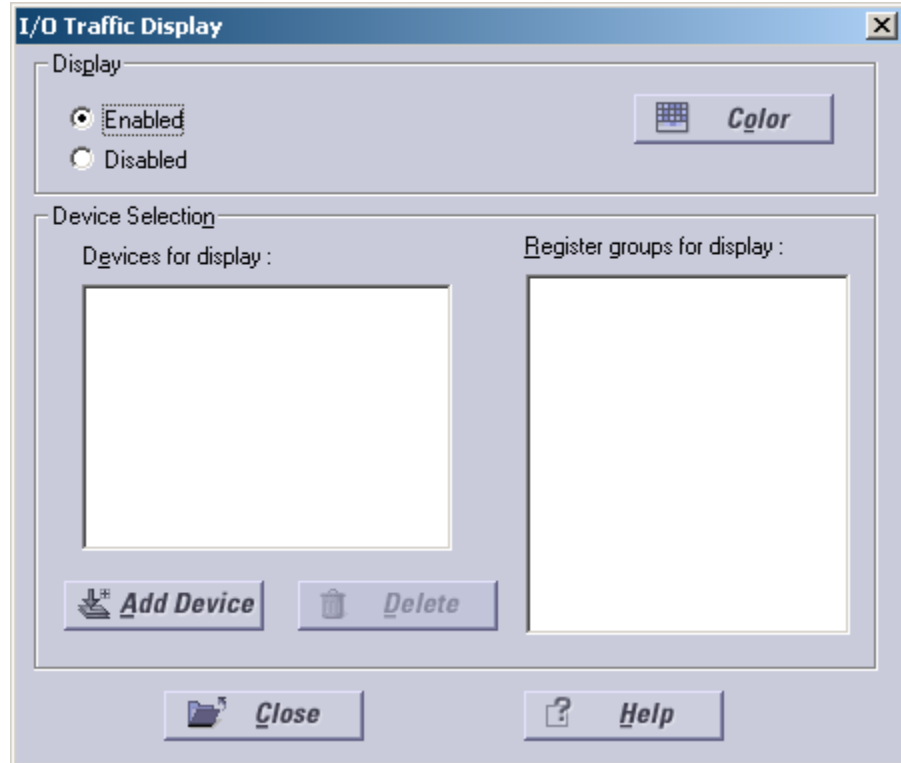 I/O Traffic Display
Display
Enabled
Color
Disabled
Device Selection
Devices for display :
Register groups for display :
Add Device
Delete
Close
Help